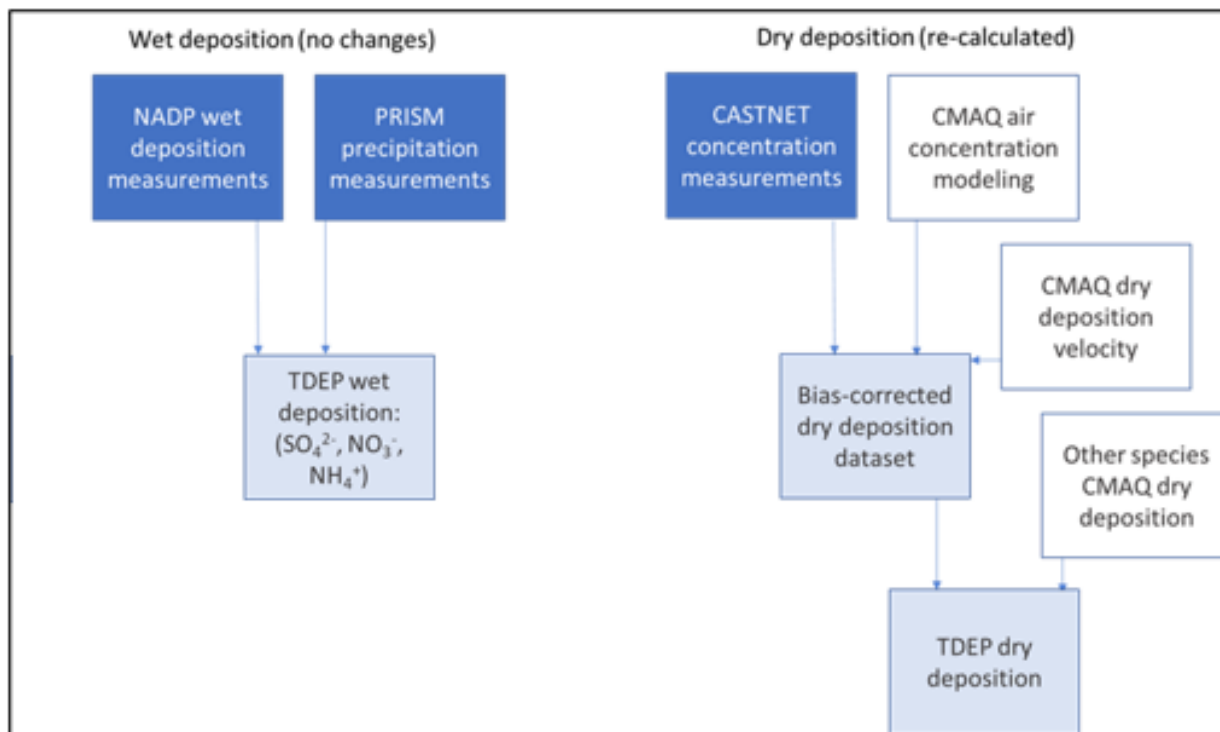 Wet deposition (no changes)
NADP wet
deposition
measurements
PRISM
precipitation
measurements
TDEP wet
deposition:
(SO₄²⁻, NO₃⁻,
NH₄⁺)
Dry deposition (re-calculated)
CASTNET
concentration
measurements
CMAQ air
concentration
modeling
CMAQ dry
deposition
velocity
Bias-corrected
dry deposition
dataset
Other species
CMAQ dry
deposition
TDEP dry
deposition